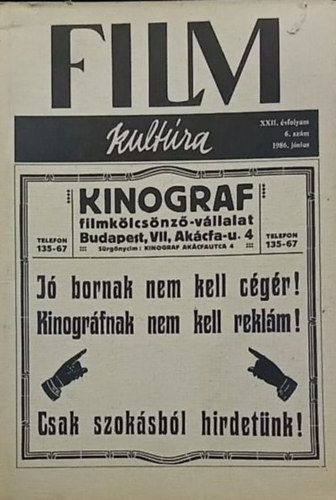 FILM
kultúra
XXII. évfolyam
6. szám
1986. június
KINOGRAF
filmkölcsönző-vállalat
Budapest, VII, Akácfa-u. 4
TELEFON
135-67
Sürgönycim: KINOGRAF AKÁCFAUTCA 4
TELEFON
135-67
Jó bornak nem kell cégér!
Kinográfnak nem kell reklám!
Csak szokásból hirdetünk!